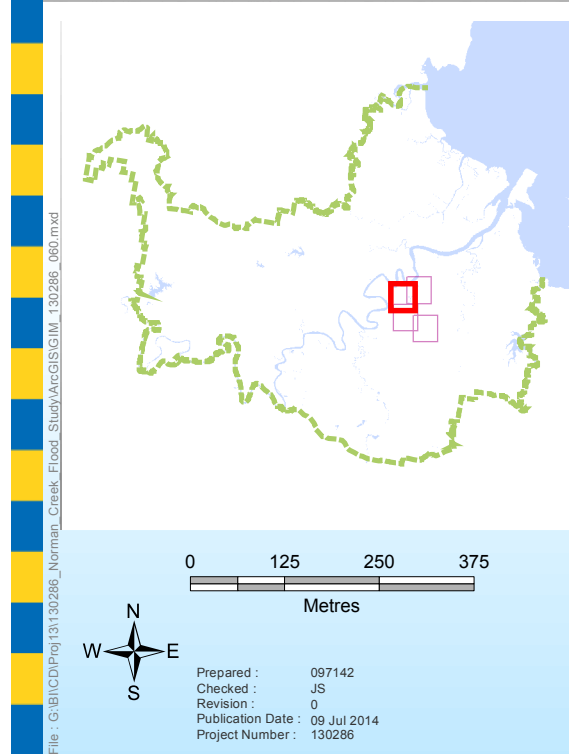 File : G:\BI\CD\Proj13\130286_Norman_Creek_Flood_Study\ArcGIS\GIM_130286_060.mxd
0 125 250 375
Metres
N
W E
S
Prepared : 097142
Checked : JS
Revision : 0
Publication Date : 09 Jul 2014
Project Number : 130286